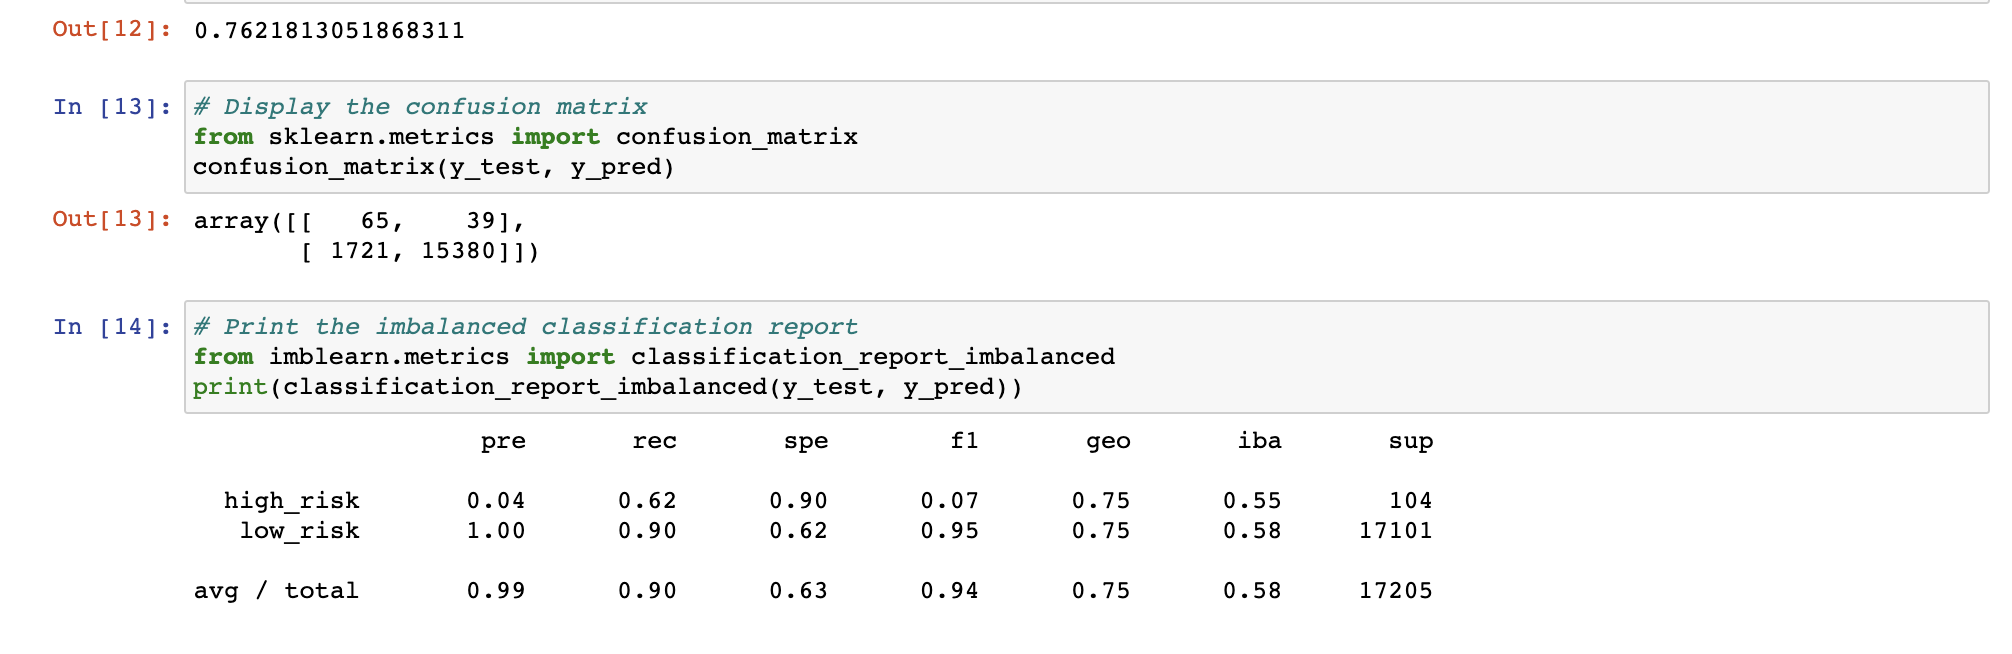 Out[12]: 0.7621813051868311
In [13]: # Display the confusion matrix
from sklearn.metrics import confusion_matrix
confusion_matrix(y_test, y_pred)
Out[13]: array([[   65,    39],
       [ 1721, 15380]])
In [14]: # Print the imbalanced classification report
from imblearn.metrics import classification_report_imbalanced
print(classification_report_imbalanced(y_test, y_pred))
pre rec spe f1 geo iba sup
high_risk 0.04 0.62 0.90 0.07 0.75 0.55 104
low_risk 1.00 0.90 0.62 0.95 0.75 0.58 17101
avg / total 0.99 0.90 0.63 0.94 0.75 0.58 17205